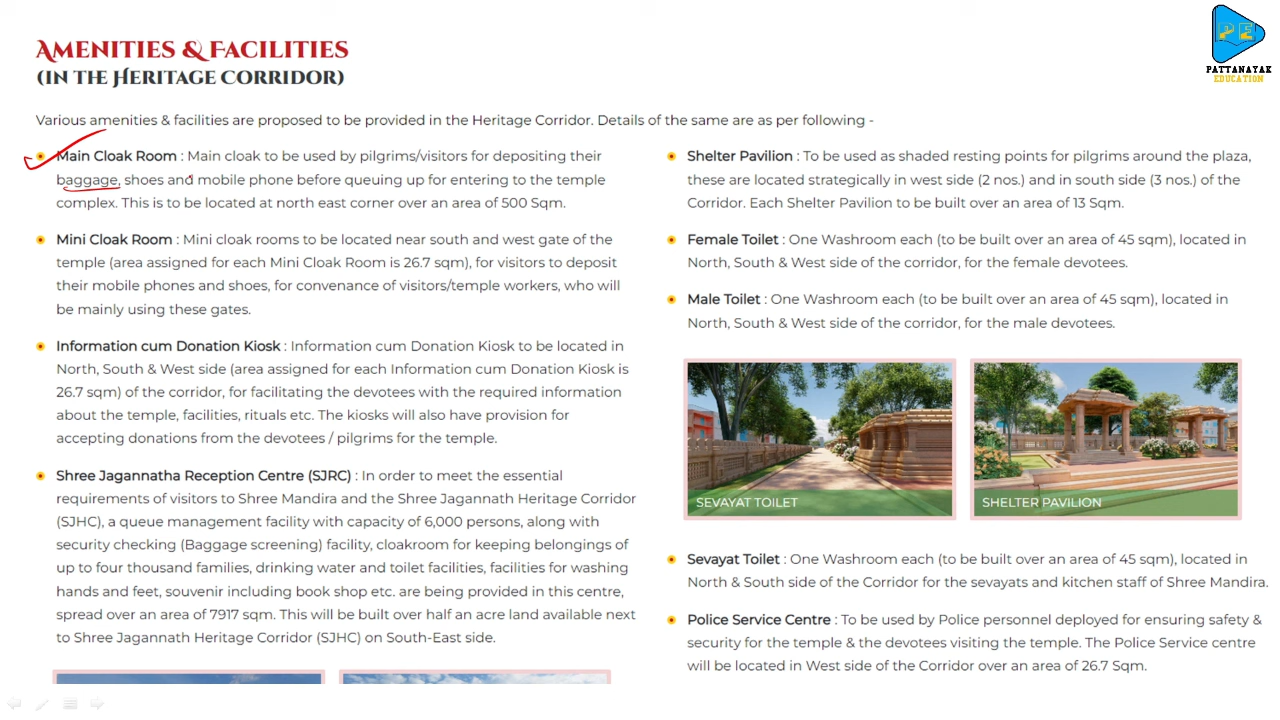 AMENITIES & FACILITIES
(IN THE HERITAGE CORRIDOR)
PE
PATTANAYAK
EDUCATION
Various amenities & facilities are proposed to be provided in the Heritage Corridor. Details of the same are as per following -
Main Cloak Room : Main cloak to be used by pilgrims/visitors for depositing their
baggage, shoes and mobile phone before queuing up for entering to the temple
complex. This is to be located at north east corner over an area of 500 Sqm.
Mini Cloak Room : Mini cloak rooms to be located near south and west gate of the
temple (area assigned for each Mini Cloak Room is 26.7 sqm), for visitors to deposit
their mobile phones and shoes, for convenance of visitors/temple workers, who will
be mainly using these gates.
Information cum Donation Kiosk : Information cum Donation Kiosk to be located in
North, South & West side (area assigned for each Information cum Donation Kiosk is
26.7 sqm) of the corridor, for facilitating the devotees with the required information
about the temple, facilities, rituals etc. The kiosks will also have provision for
accepting donations from the devotees / pilgrims for the temple.
Shree Jagannatha Reception Centre (SJRC) : In order to meet the essential
requirements of visitors to Shree Mandira and the Shree Jagannath Heritage Corridor
(SJHC), a queue management facility with capacity of 6,000 persons, along with
security checking (Baggage screening) facility, cloakroom for keeping belongings of
up to four thousand families, drinking water and toilet facilities, facilities for washing
hands and feet, souvenir including book shop etc. are being provided in this centre,
spread over an area of 7917 sqm. This will be built over half an acre land available next
to Shree Jagannath Heritage Corridor (SJHC) on South-East side.
Shelter Pavilion : To be used as shaded resting points for pilgrims around the plaza,
these are located strategically in west side (2 nos.) and in south side (3 nos.) of the
Corridor. Each Shelter Pavilion to be built over an area of 13 Sqm.
Female Toilet : One Washroom each (to be built over an area of 45 sqm), located in
North, South & West side of the corridor, for the female devotees.
Male Toilet : One Washroom each (to be built over an area of 45 sqm), located in
North, South & West side of the corridor, for the male devotees.
SEVAYAT TOILET
SHELTER PAVILION
Sevayat Toilet : One Washroom each (to be built over an area of 45 sqm), located in
North & South side of the Corridor for the sevayats and kitchen staff of Shree Mandira.
Police Service Centre : To be used by Police personnel deployed for ensuring safety &
security for the temple & the devotees visiting the temple. The Police Service centre
will be located in West side of the Corridor over an area of 26.7 Sqm.